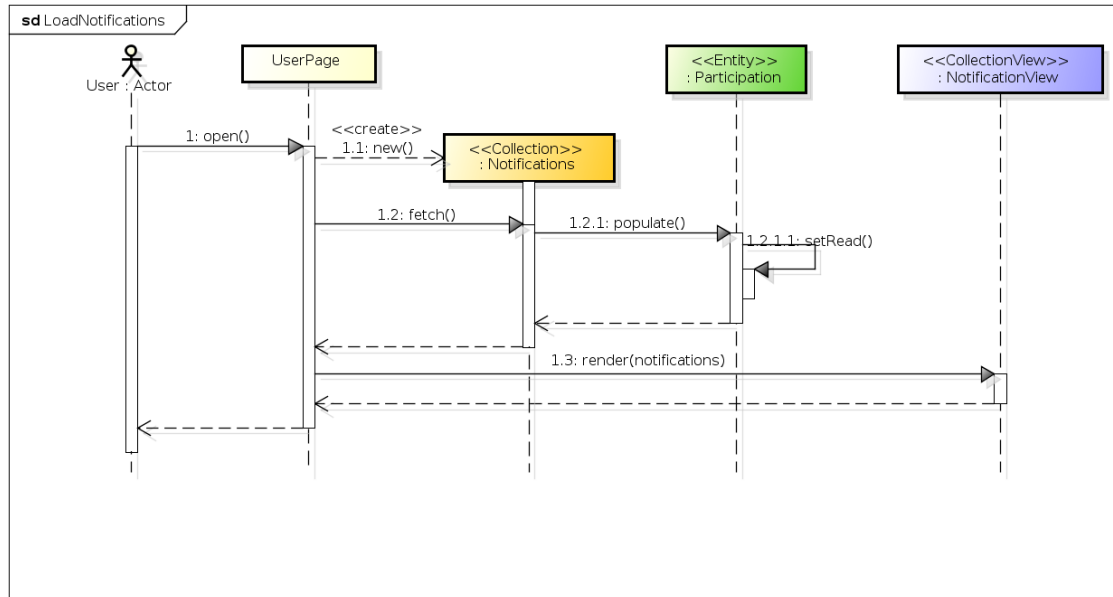 sd LoadNotifications
User : Actor
UserPage
<<Entity>>
: Participation
<<CollectionView>>
: NotificationView
1: open()
<<create>>
1.1: new()
<<Collection>>
: Notifications
1.2: fetch()
1.2.1: populate()
1.2.1.1: setRead()
1.3: render(notifications)